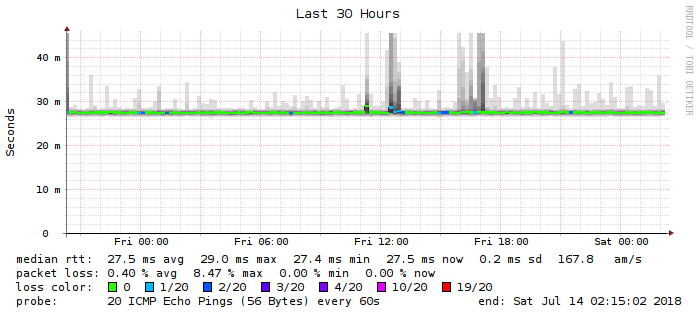 Last 30 Hours
RRDTOOL / TOBI OETIKER
Seconds
40 m
30 m
20 m
10 m
0
Fri 00:00 Fri 06:00 Fri 12:00 Fri 18:00 Sat 00:00
median rtt: 27.5 ms avg 29.0 ms max 27.4 ms min 27.5 ms now 0.2 ms sd 167.8 am/s
packet loss: 0.40 % avg 8.47 % max 0.00 % min 0.00 % now
loss color: 0 1/20 2/20 3/20 4/20 10/20 19/20
probe: 20 ICMP Echo Pings (56 Bytes) every 60s end: Sat Jul 14 02:15:02 2018